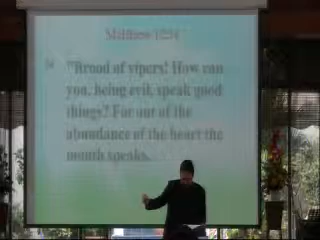 Matthew 12:34
34 "Brood of vipers! How can
you, being evil, speak good
things? For out of the
abundance of the heart the
mouth speaks.